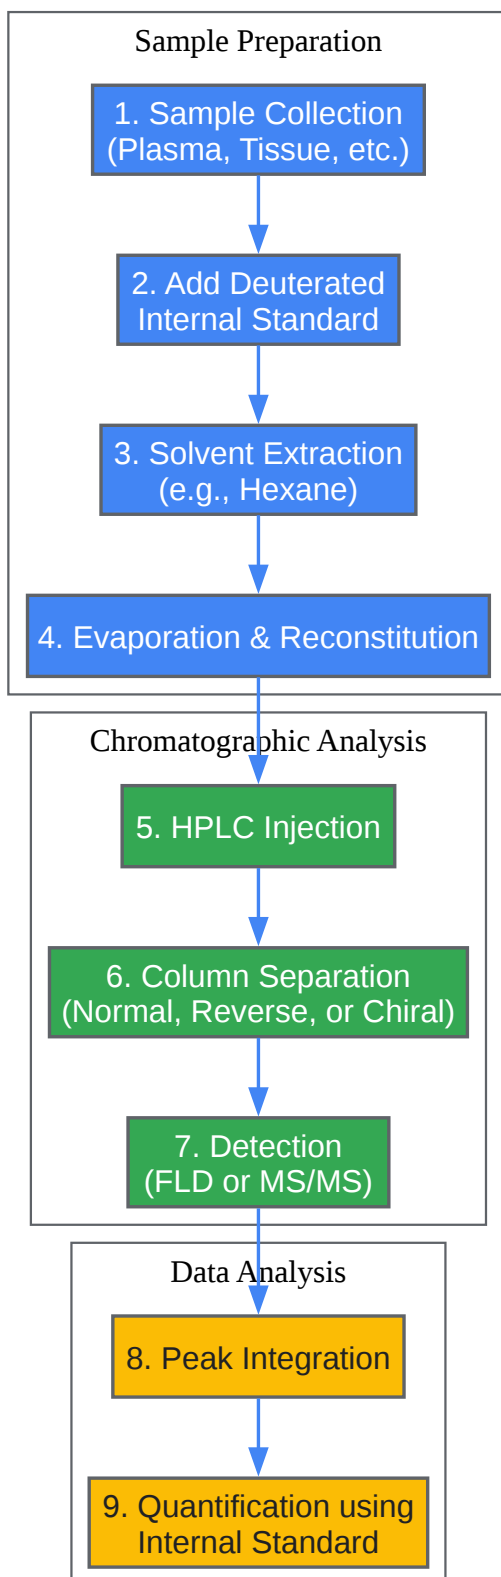 Sample Preparation
1. Sample Collection
(Plasma, Tissue, etc.)
2. Add Deuterated
Internal Standard
3. Solvent Extraction
(e.g., Hexane)
4. Evaporation & Reconstitution
Chromatographic Analysis
5. HPLC Injection
6. Column Separation
(Normal, Reverse, or Chiral)
7. Detection
(FLD or MS/MS)
Data Analysis
8. Peak Integration
9. Quantification using
Internal Standard